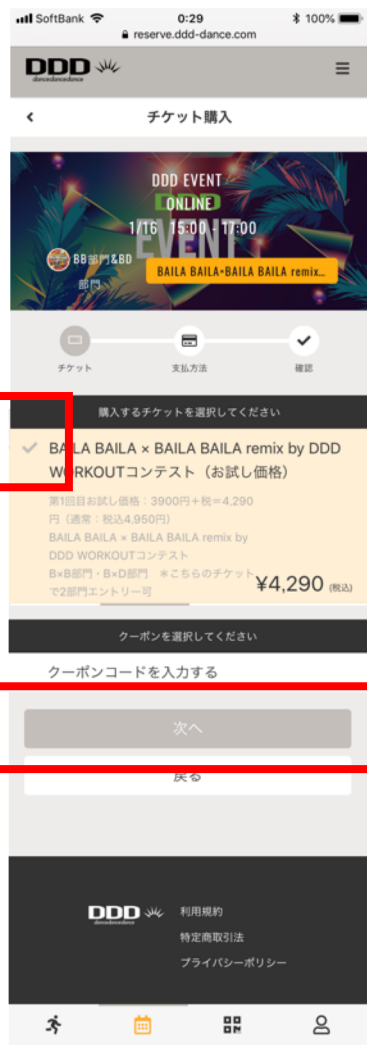 SoftBank 0:29 100%
reserve.ddd-dance.com
DDD
dancedancedance
チケット購入
DDD EVENT
ONLINE
DDD
EVENT
1/16 15:00 - 17:00
BB部門&BD
部門
BAILA BAILA×BAILA BAILA remix…
チケット 支払方法 確認
購入するチケットを選択してください
BAILA BAILA × BAILA BAILA remix by DDD
WORKOUTコンテスト（お試し
価格）
第1回目お試し価格：3900円＋税＝4,290
円（通常：税込4,950円）
BAILA BAILA × BAILA BAILA remix by
DDD WORKOUTコンテスト
B×B部門・B×D部門　＊こちらのチケット
で2部門エントリー可
¥4,290 (税込)
クーポンを選択してください
クーポンコードを入力する
次へ
戻る
DDD
dancedancedance
利用規約
特定商取引法
プライバシーポリシー